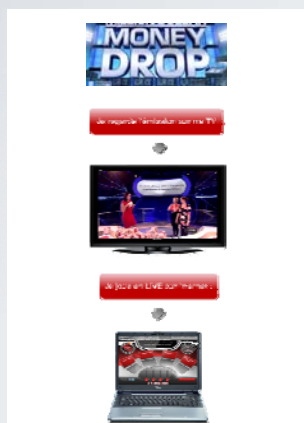 MONEY
DROP
Je regarde l'émission sur ma TV
Je joue en LIVE sur internet :